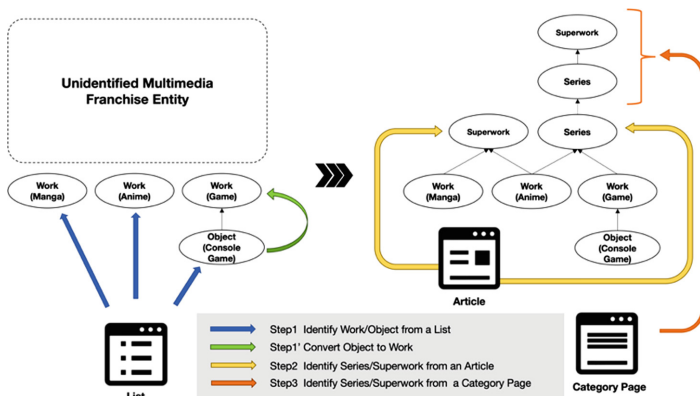 Unidentified Multimedia
Franchise Entity
Work
(Manga)
Work
(Anime)
Work
(Game)
Object
(Console
Game)
List
Superwork
Series
Superwork
Series
Work
(Manga)
Work
(Anime)
Work
(Game)
Object
(Console
Game)
Article
Category Page
Step1 Identify Work/Object from a List
Step1' Convert Object to Work
Step2 Identify Series/Superwork from an Article
Step3 Identify Series/Superwork from a Category Page